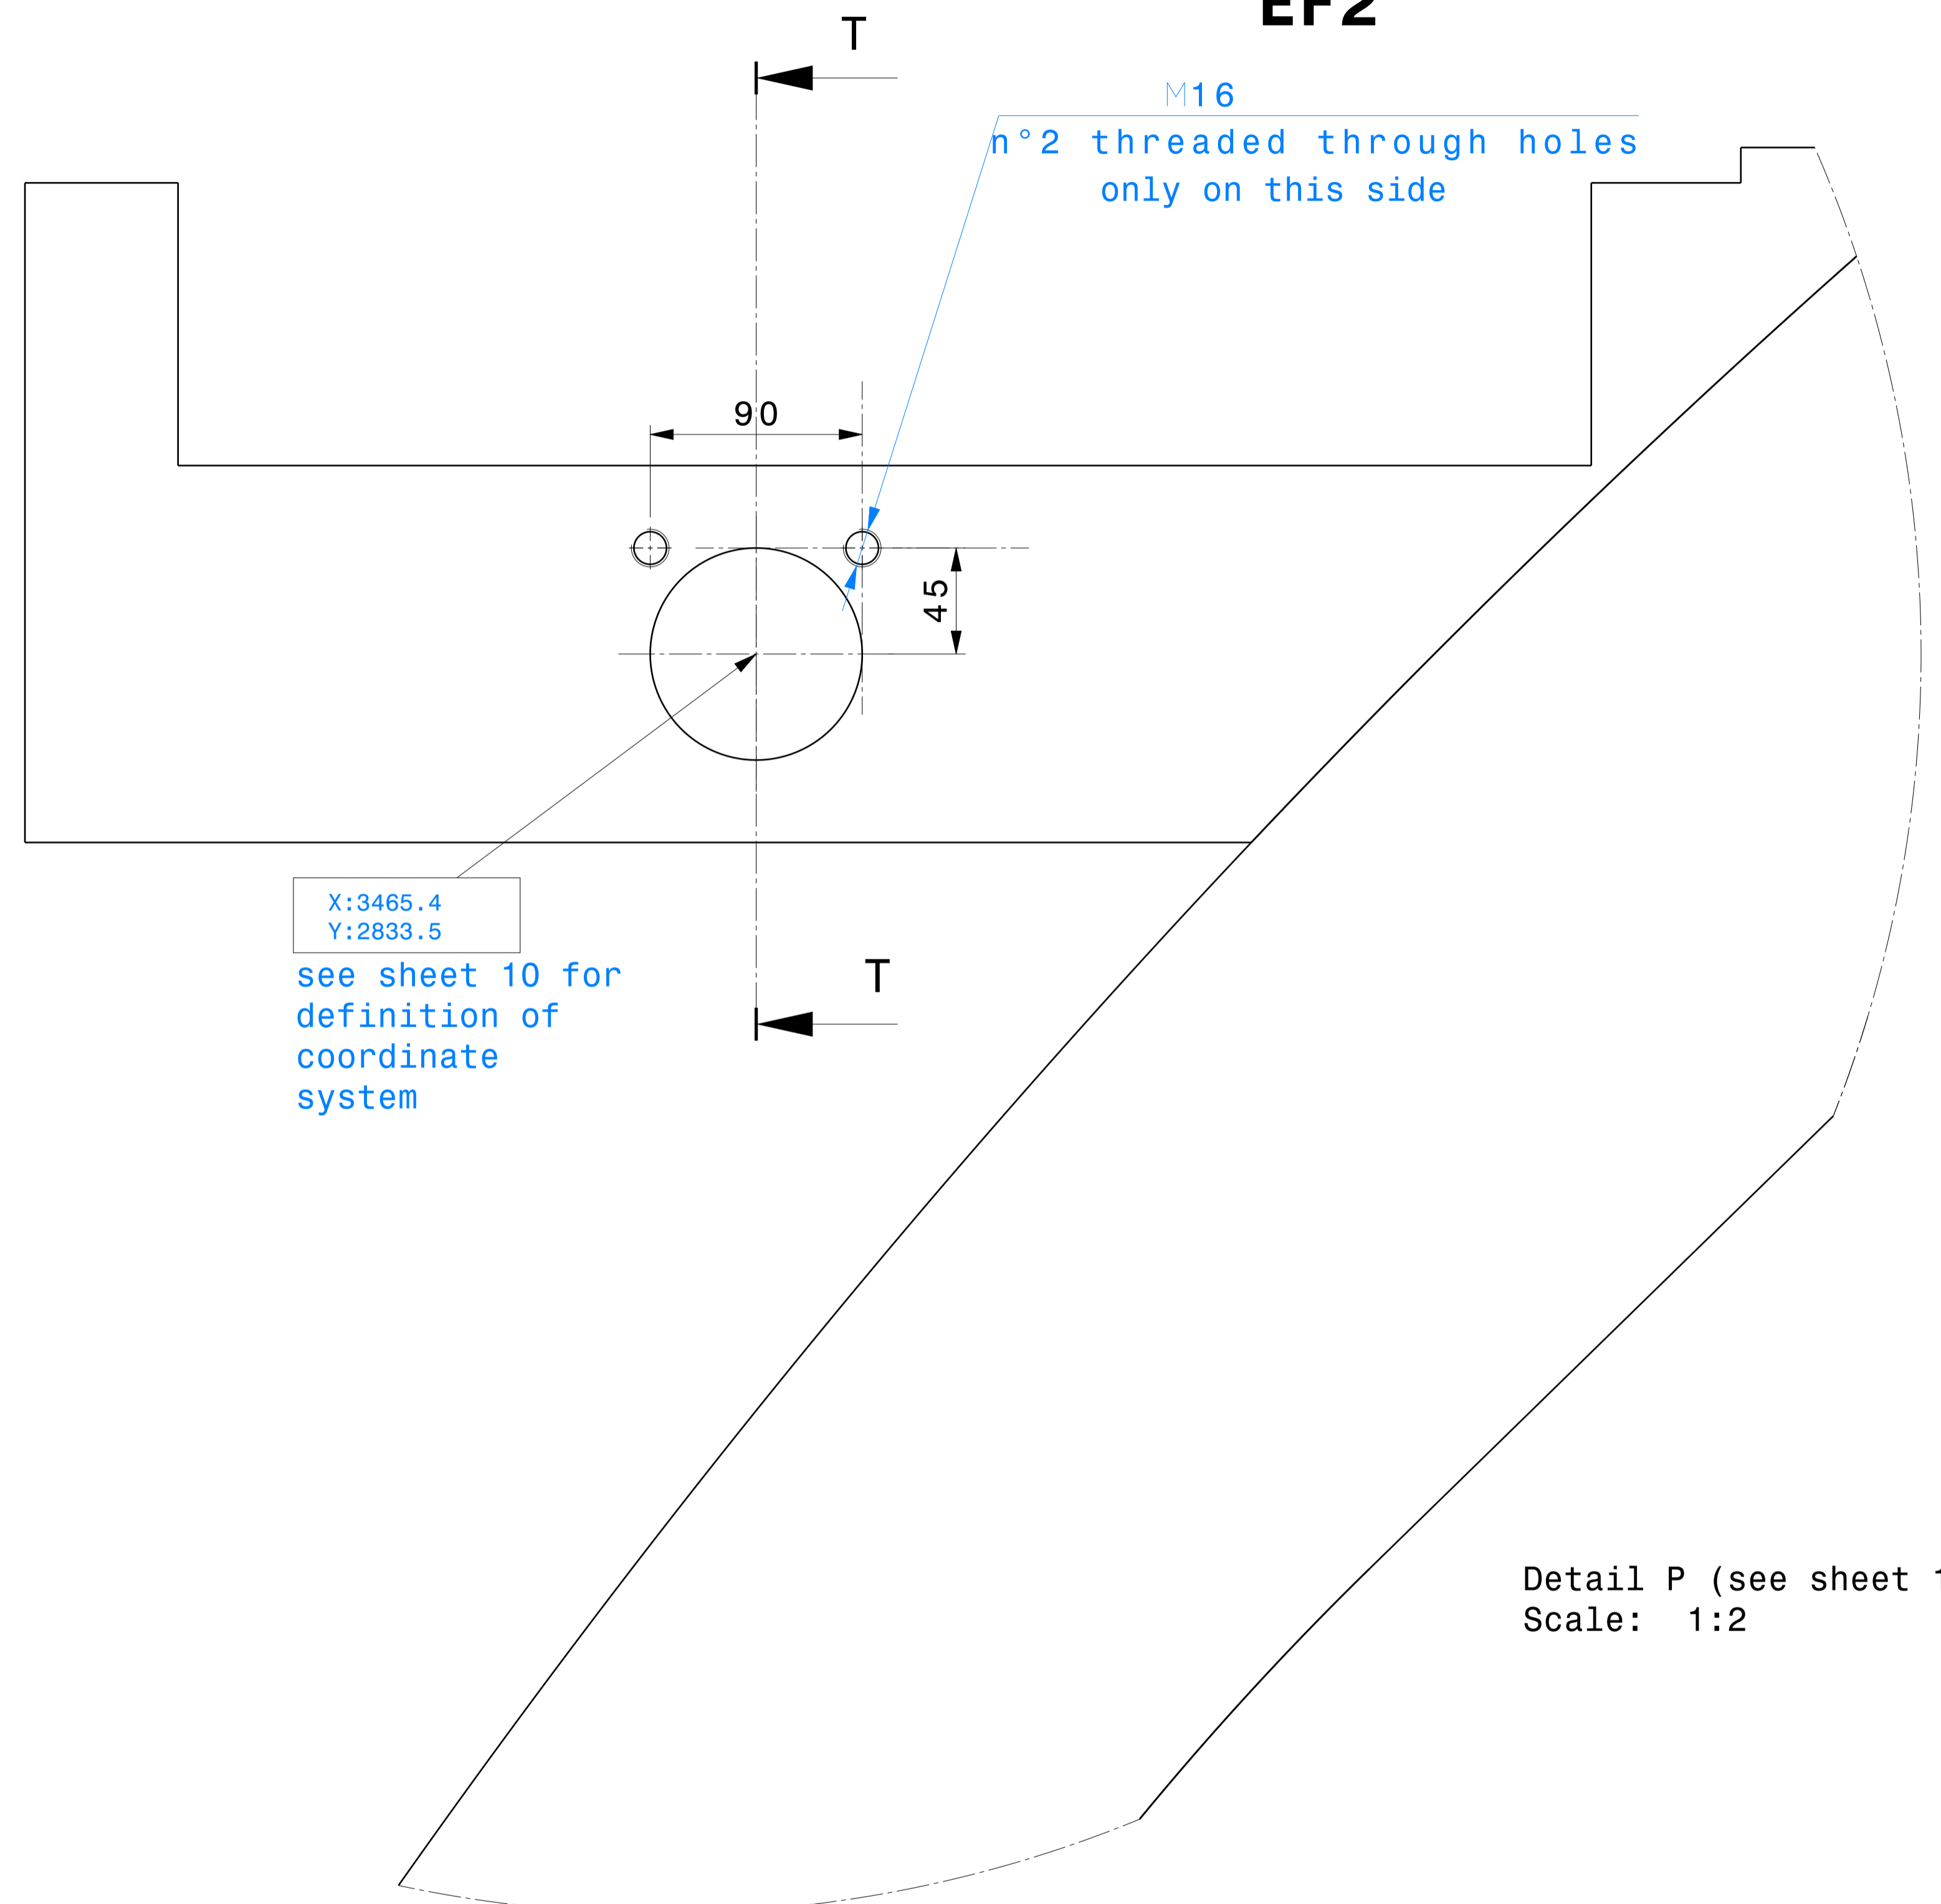 EF2
T
M16
n°2 threaded through holes
only on this side
90
45
X:3465.4
Y:2833.5
see sheet 10 for
definition of
coordinate
system
T
Detail P (see sheet
Scale: 1:2